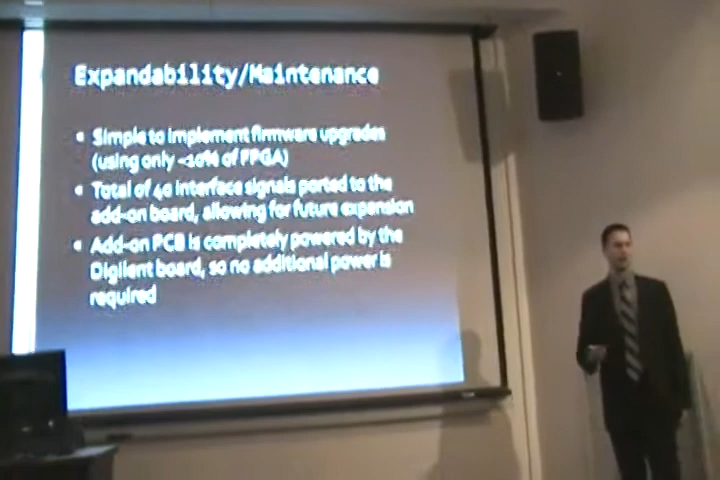 Expandability/Maintenance
• Simple to implement firmware upgrades
(using only ~10% of FPGA)
• Total of 40 interface signals ported to the
add-on board, allowing for future expansion
• Add-on PCB is completely powered by the
Digilent board, so no additional power is
required